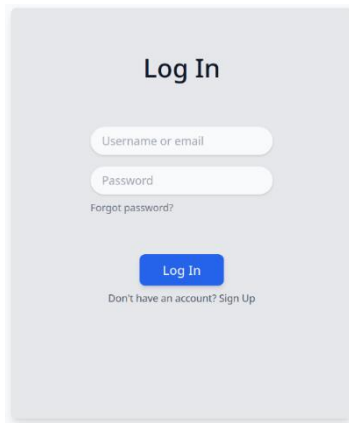 Log In
Username or email
Password
Forgot password?
Log In
Don't have an account? Sign Up